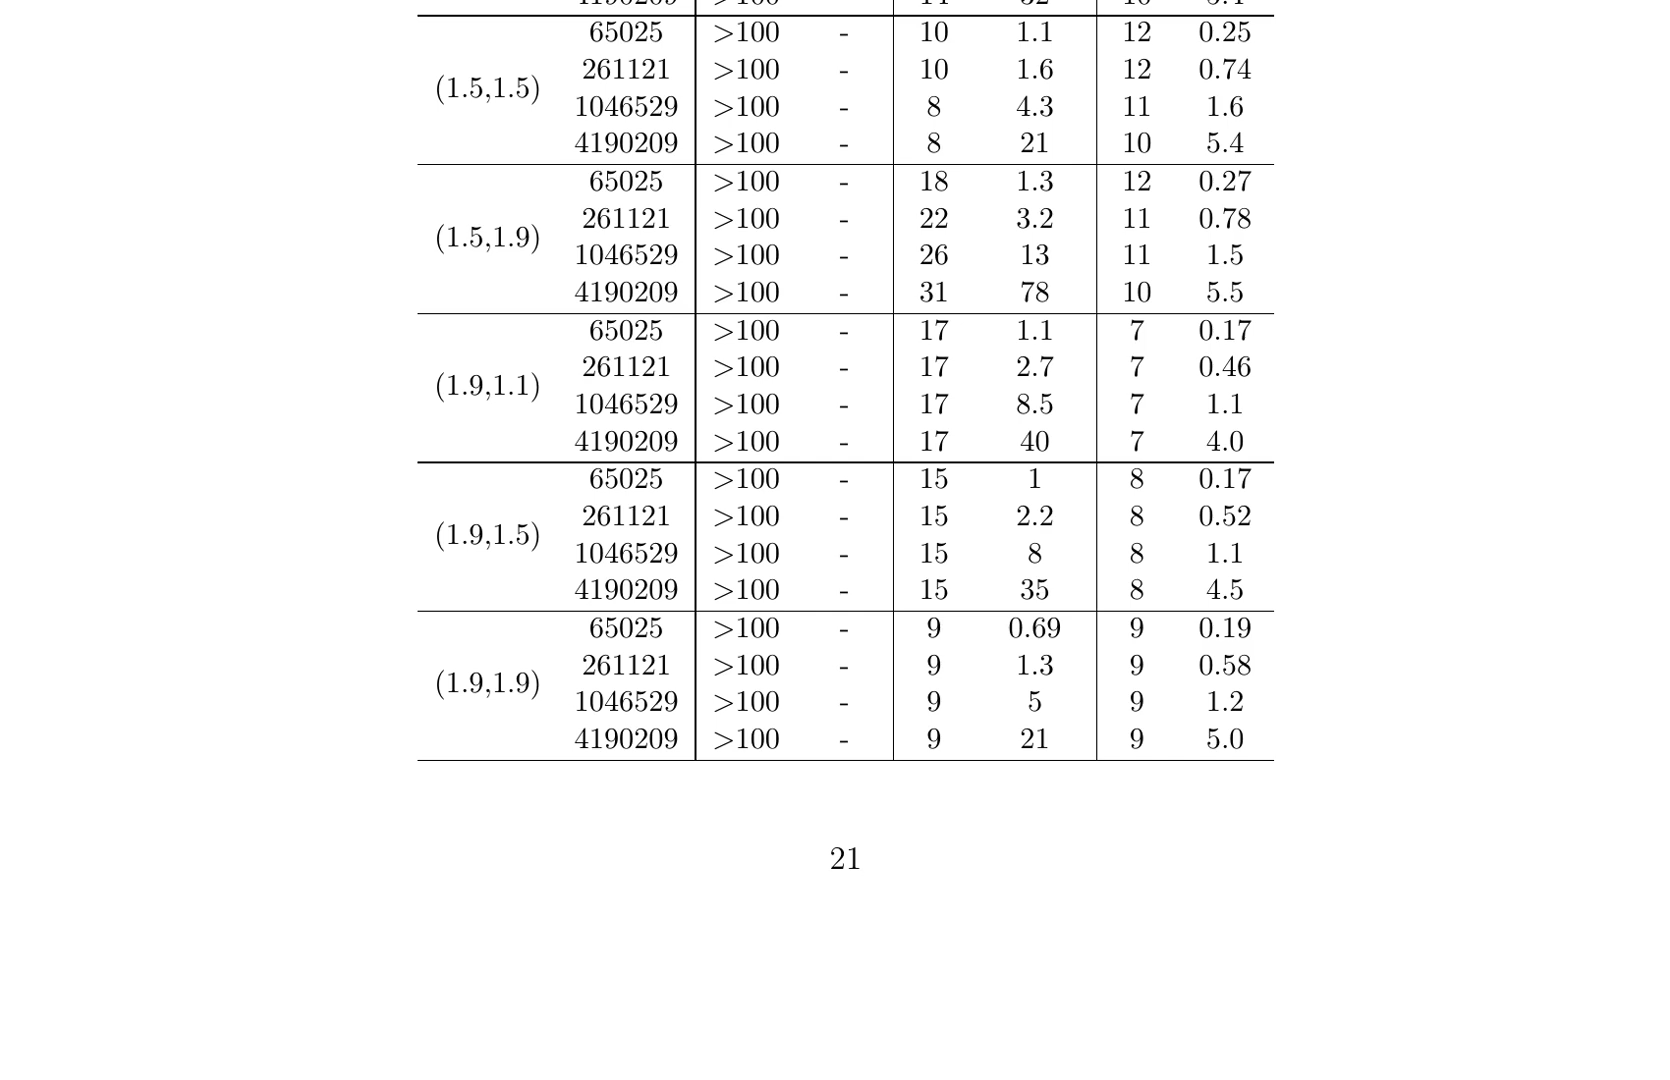 65025 >100 - 10 1.1 12 0.25
261121 >100 - 10 1.6 12 0.74
(1.5,1.5)
1046529 >100 - 8 4.3 11 1.6
4190209 >100 - 8 21 10 5.4
65025 >100 - 18 1.3 12 0.27
261121 >100 - 22 3.2 11 0.78
(1.5,1.9)
1046529 >100 - 26 13 11 1.5
4190209 >100 - 31 78 10 5.5
65025 >100 - 17 1.1 7 0.17
261121 >100 - 17 2.7 7 0.46
(1.9,1.1)
1046529 >100 - 17 8.5 7 1.1
4190209 >100 - 17 40 7 4.0
65025 >100 - 15 1 8 0.17
261121 >100 - 15 2.2 8 0.52
(1.9,1.5)
1046529 >100 - 15 8 8 1.1
4190209 >100 - 15 35 8 4.5
65025 >100 - 9 0.69 9 0.19
261121 >100 - 9 1.3 9 0.58
(1.9,1.9)
1046529 >100 - 9 5 9 1.2
4190209 >100 - 9 21 9 5.0
21